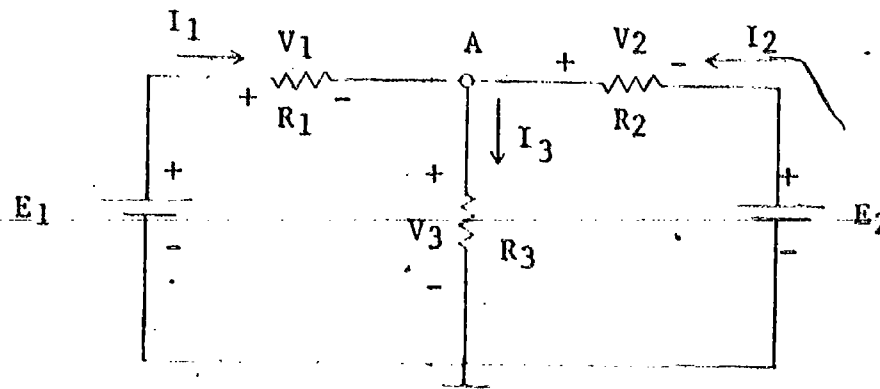 I1 V1 A V2 I2
+ - + -
R1 R2
I3
+ + +
E1 E2
V3 R3
- - -